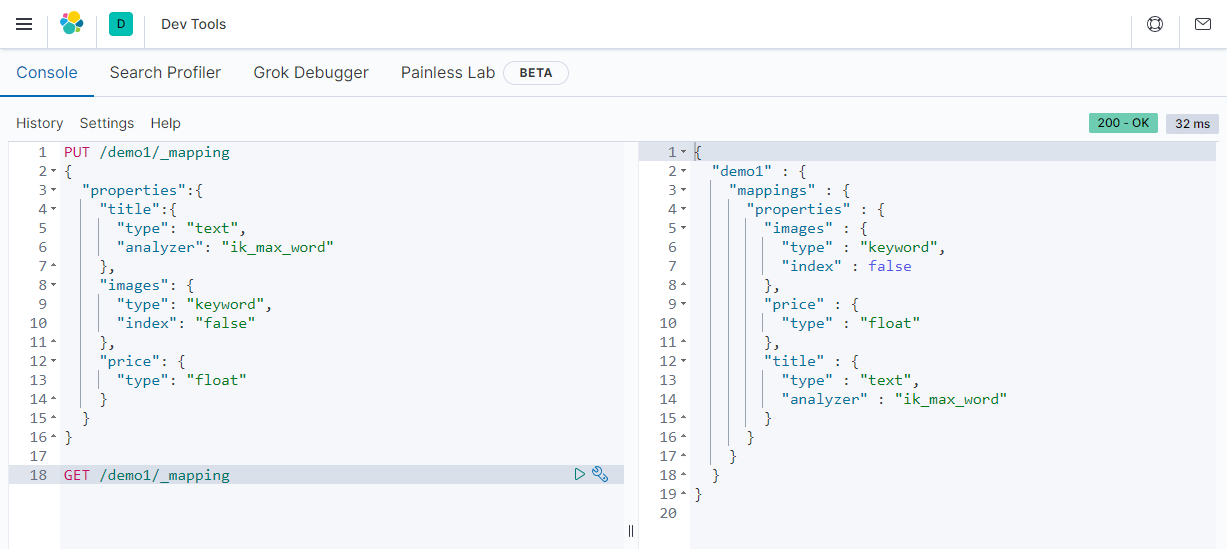 D Dev Tools
Console Search Profiler Grok Debugger Painless Lab BETA
History Settings Help 200 - OK 32 ms
1 PUT /demo1/_mapping
2 {
3 "properties":{
4 "title":{
5 "type": "text",
6 "analyzer": "ik_max_word"
7 },
8 "images": {
9 "type": "keyword",
10 "index": "false"
11 },
12 "price": {
13 "type": "float"
14 }
15 }
16 }
17
18 GET /demo1/_mapping
1 {
2 "demo1" : {
3 "mappings" : {
4 "properties" : {
5 "images" : {
6 "type" : "keyword",
7 "index" : false
8 },
9 "price" : {
10 "type" : "float"
11 },
12 "title" : {
13 "type" : "text",
14 "analyzer" : "ik_max_word"
15 }
16 }
17 }
18 }
19 }
20